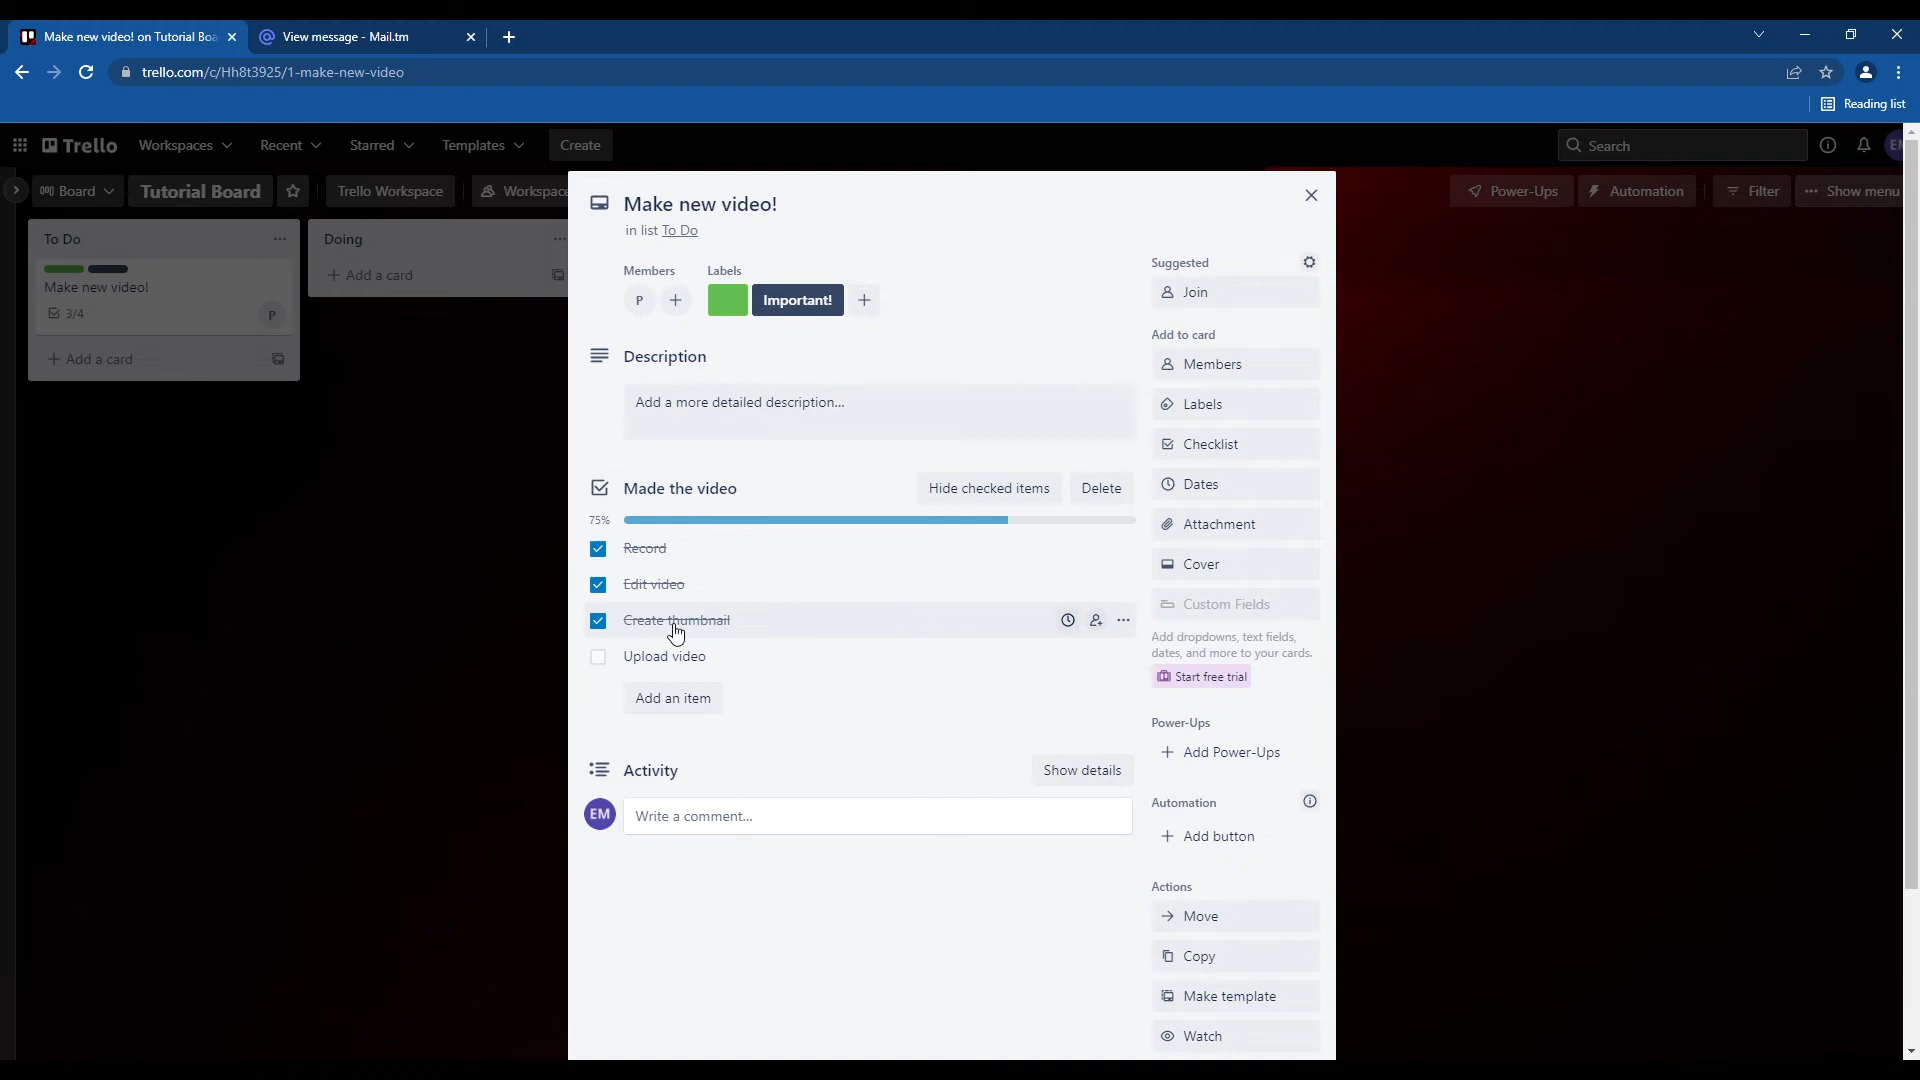 Make new video! on Tutorial Boa
View message - Mail.tm
trello.com/c/Hh8t3925/1-make-new-video
Reading list
Trello Workspaces Recent Starred Templates Create Search EM
Board Tutorial Board Trello Workspace Workspace Power-Ups Automation Filter Show menu
To Do
Make new video!
3/4 P
Add a card
Doing
Add a card
Make new video!
in list To Do
Members Labels
P Important!
Description
Add a more detailed description...
Made the video Hide checked items Delete
75%
Record
Edit video
Create thumbnail
Upload video
Add an item
Activity Show details
EM Write a comment...
Suggested
Join
Add to card
Members
Labels
Checklist
Dates
Attachment
Cover
Custom Fields
Add dropdowns, text fields,
dates, and more to your cards.
Start free trial
Power-Ups
Add Power-Ups
Automation
Add button
Actions
Move
Copy
Make template
Watch